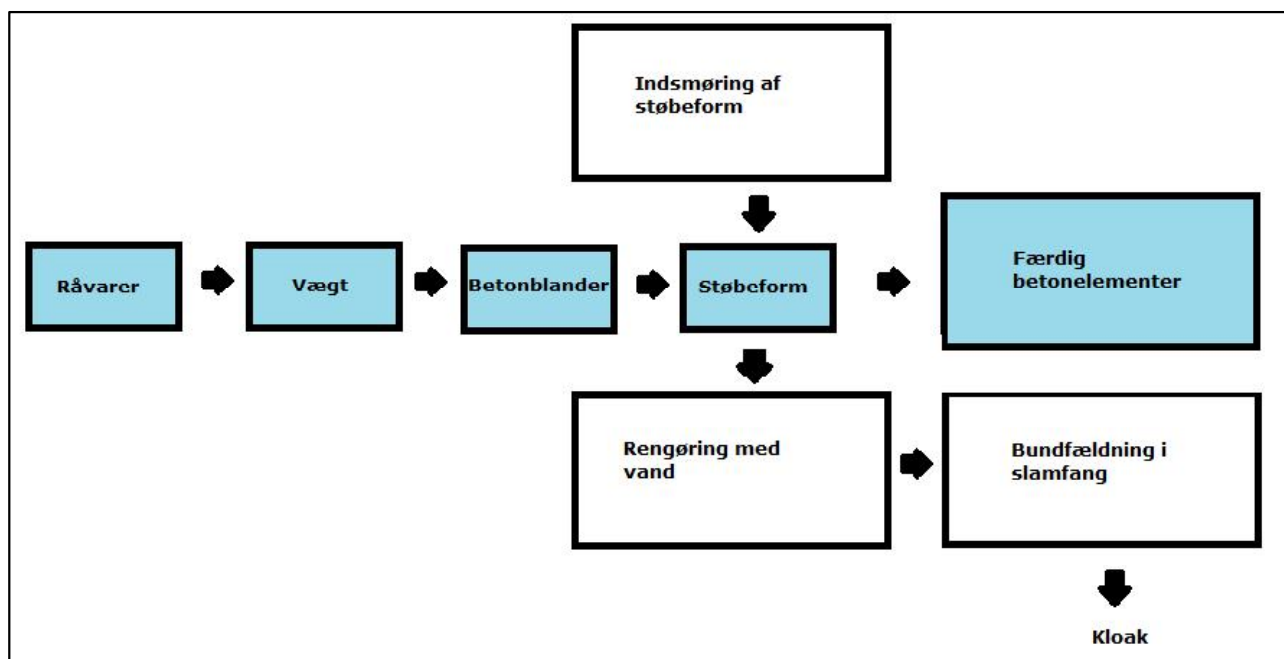 Indsmøring af
støbeform
Råvarer
Vægt
Betonblander
Støbeform
Færdig
betonelementer
Rengøring med
vand
Bundfældning i
slamfang
Kloak